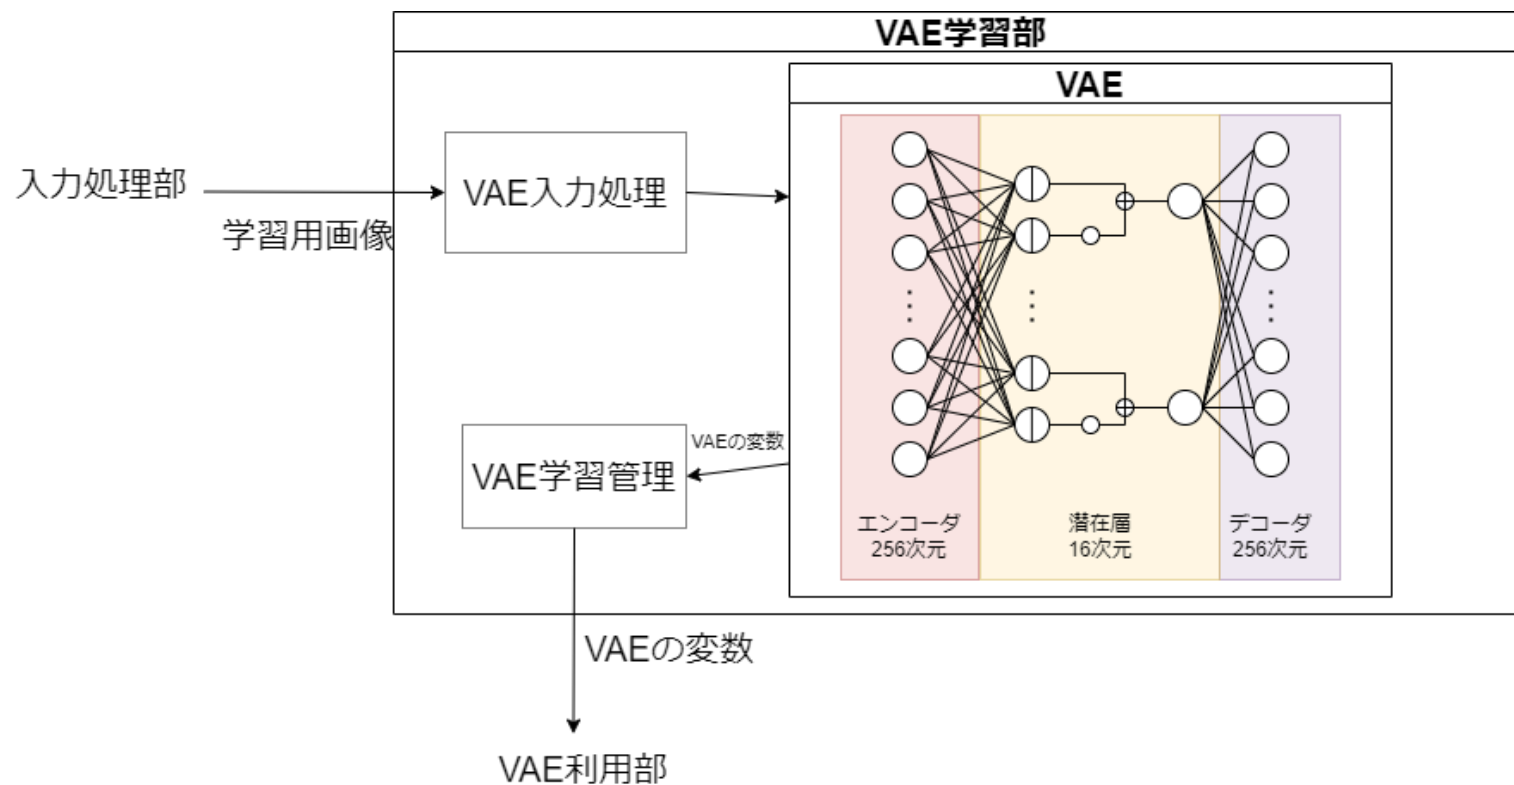 VAE学習部
VAE
入力処理部
学習用画像
VAE入力処理
VAEの変数
VAE学習管理
エンコーダ
256次元
潜在層
16次元
デコーダ
256次元
VAEの変数
VAE利用部